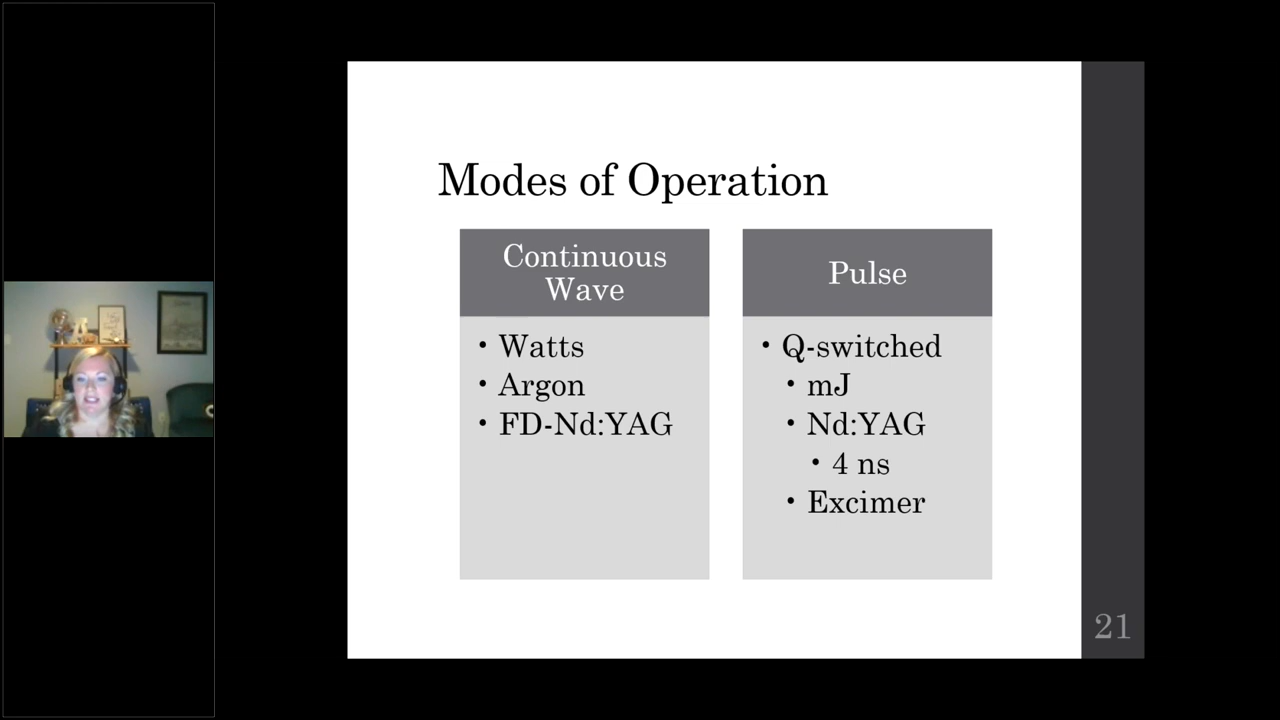 Modes of Operation
Continuous
Wave
• Watts
• Argon
• FD-Nd:YAG
Pulse
• Q-switched
• mJ
• Nd:YAG
• 4 ns
• Excimer
21